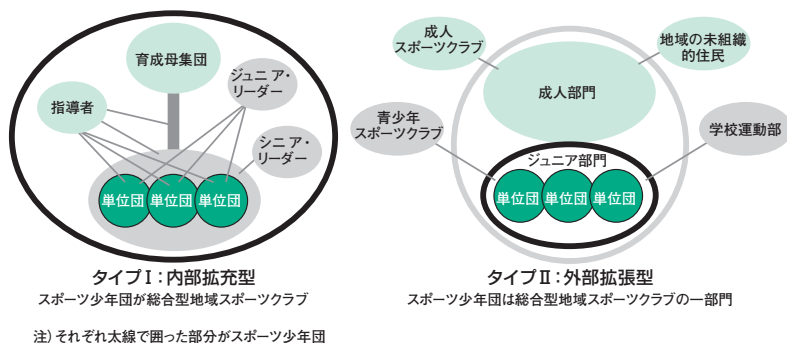 育成母集団
ジュニア・
リーダー
指導者
シニア・
リーダー
単位団
単位団
単位団
タイプⅠ：内部拡充型
スポーツ少年団が総合型地域スポーツクラブ
注）それぞれ太線で囲った部分がスポーツ少年団
成人
スポーツクラブ
地域の未組織
的住民
成人部門
青少年
スポーツクラブ
学校運動部
ジュニア部門
単位団
単位団
単位団
タイプⅡ：外部拡張型
スポーツ少年団は総合型地域スポーツクラブの一部門